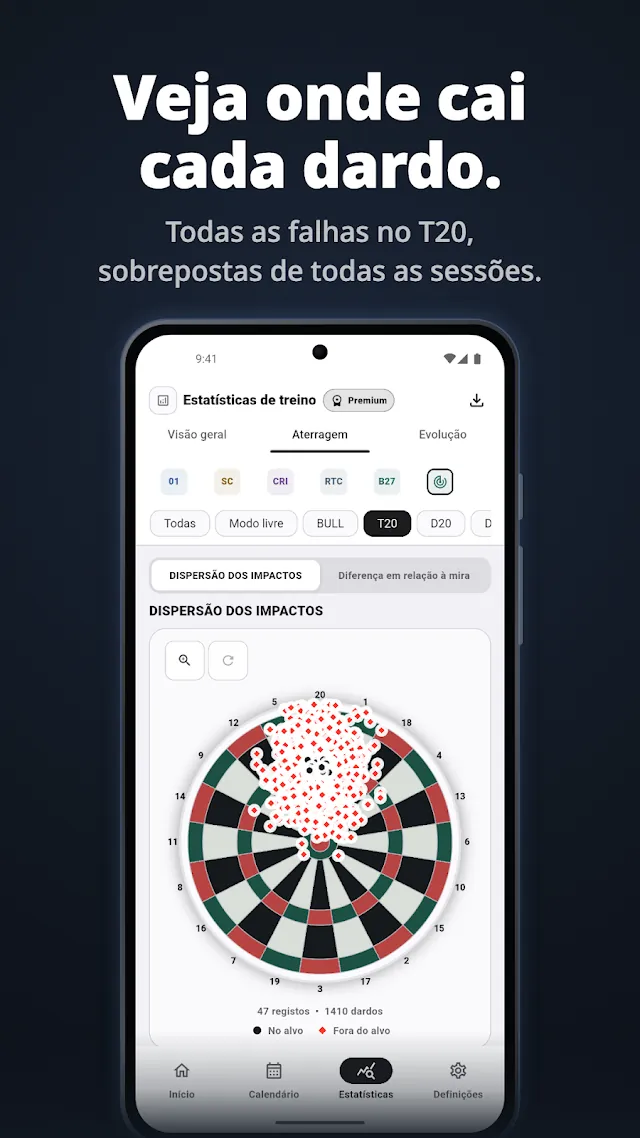 Veja onde cai
cada dardo.
Todas as falhas no T20,
sobrepostas de todas as sessões.
9:41
Estatísticas de treino
Premium
Visão geral
Aterragem
Evolução
01
SC
CRI
RTC
B27
Todas
Modo livre
BULL
T20
D20
D
DISPERSÃO DOS IMPACTOS
Diferença em relação à mira
DISPERSÃO DOS IMPACTOS
20
5
1
12
18
9
4
14
13
11
6
8
10
16
15
7
2
19
17
3
47 registos • 1410 dardos
No alvo
Fora do alvo
Início
Calendário
Estatísticas
Definições